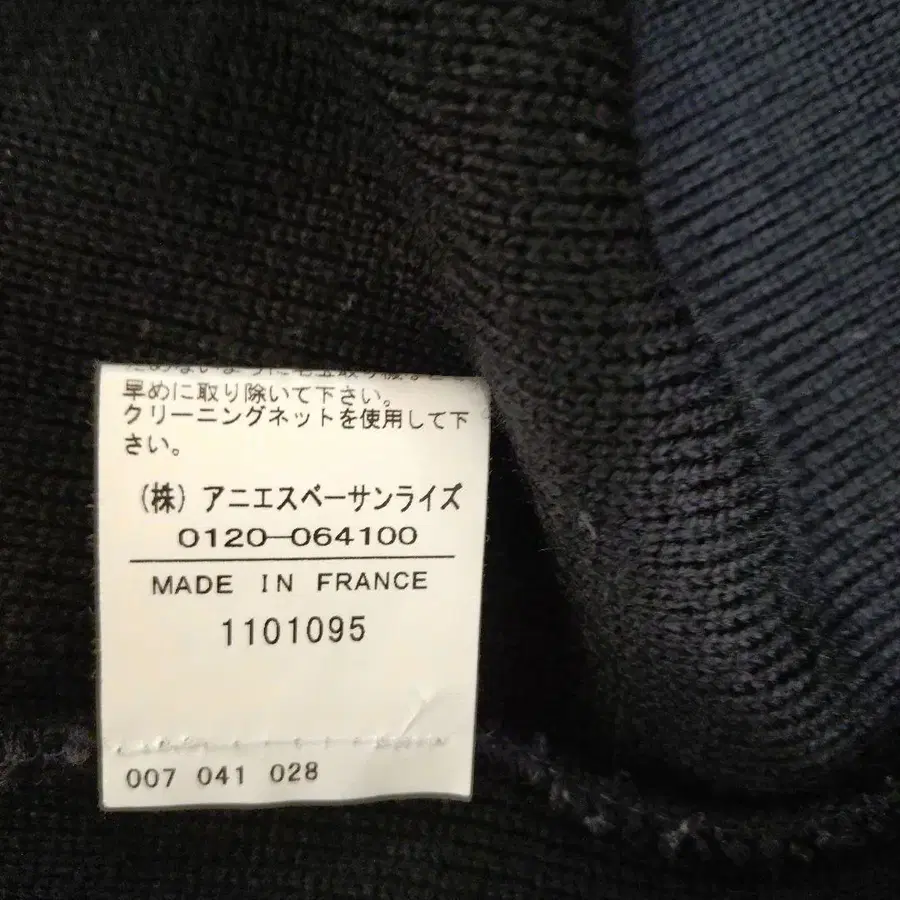 早めに取り除いて下さい。
クリーニングネットを使用して下
さい。
(株)アニエスベーサンライズ
0120-064100
MADE IN FRANCE
1101095
007 041 028